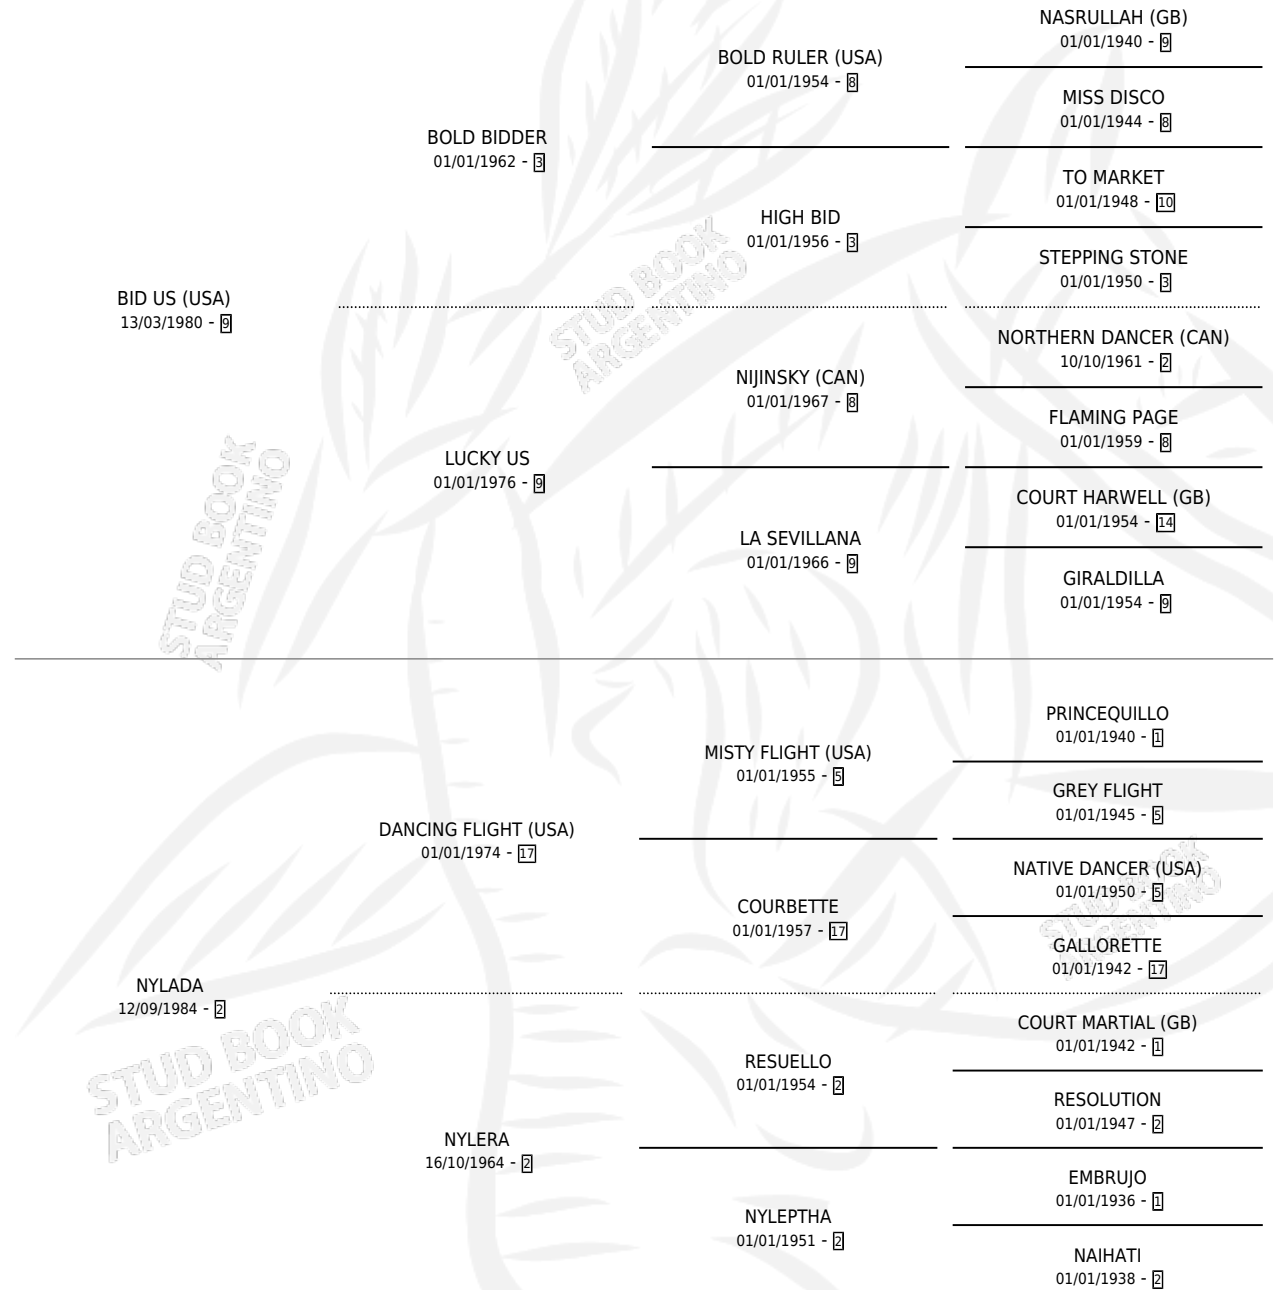 NASRULLAH (GB)
01/01/1940 - 9
BOLD RULER (USA)
01/01/1954 - 8
MISS DISCO
01/01/1944 - 8
BOLD BIDDER
01/01/1962 - 3
TO MARKET
01/01/1948 - 10
HIGH BID
01/01/1956 - 3
STEPPING STONE
01/01/1950 - 3
BID US (USA)
13/03/1980 - 9
STUD BOOK
ARGENTINO
NORTHERN DANCER (CAN)
10/10/1961 - 2
NIJINSKY (CAN)
01/01/1967 - 8
FLAMING PAGE
01/01/1959 - 8
LUCKY US
01/01/1976 - 9
COURT HARWELL (GB)
01/01/1954 - 14
LA SEVILLANA
01/01/1966 - 9
GIRALDILLA
01/01/1954 - 9
STUD BOOK
ARGENTINO
PRINCEQUILLO
01/01/1940 - 1
MISTY FLIGHT (USA)
01/01/1955 - 5
GREY FLIGHT
01/01/1945 - 5
DANCING FLIGHT (USA)
01/01/1974 - 17
NATIVE DANCER (USA)
01/01/1950 - 5
COURBETTE
01/01/1957 - 17
GALLORETTE
01/01/1942 - 17
STUD BOOK
ARGENTINO
NYLADA
12/09/1984 - 2
COURT MARTIAL (GB)
01/01/1942 - 1
RESUELLO
01/01/1954 - 2
RESOLUTION
01/01/1947 - 2
STUD BOOK
ARGENTINO
NYLERA
16/10/1964 - 2
EMBRUJO
01/01/1936 - 1
NYLEPTHA
01/01/1951 - 2
NAIHATI
01/01/1938 - 2